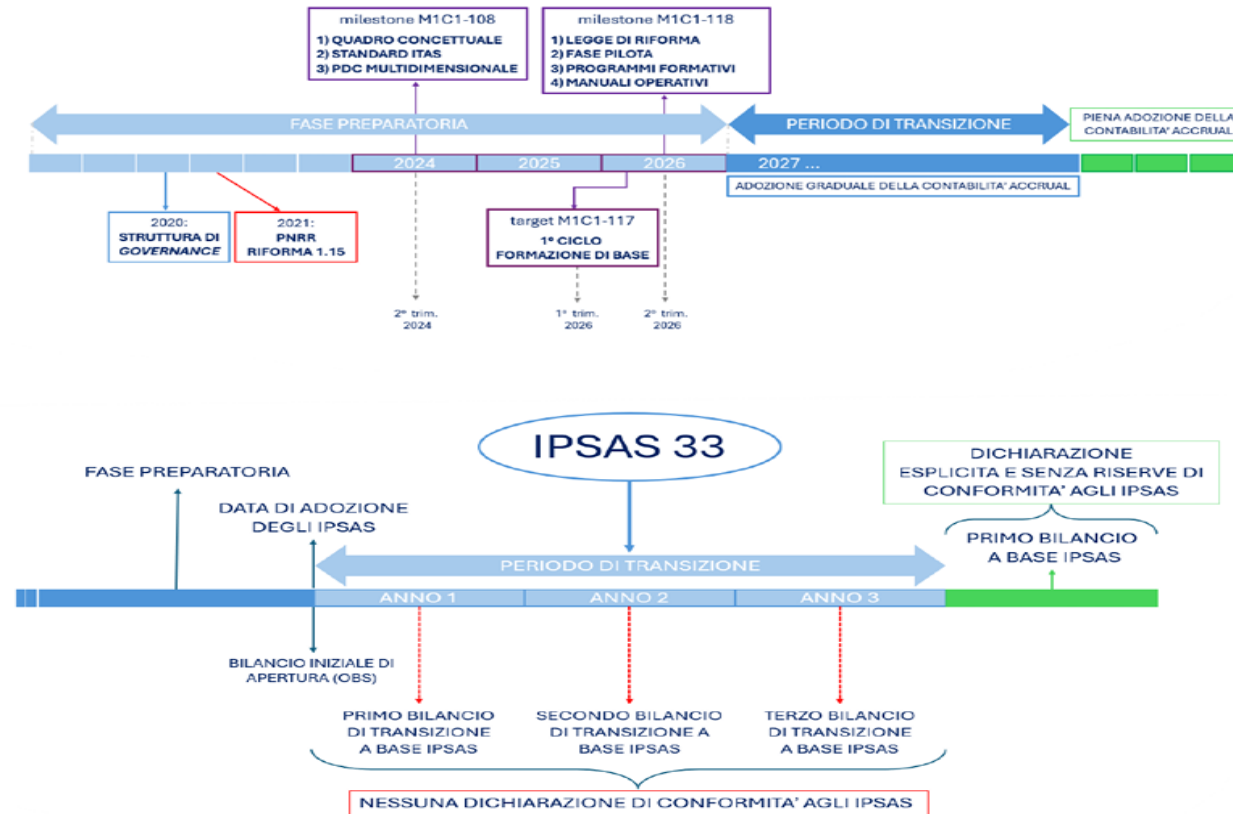 milestone M1C1-108
1) QUADRO CONCETTUALE
2) STANDARD ITAS
3) PDC MULTIDIMENSIONALE
milestone M1C1-118
1) LEGGE DI RIFORMA
2) FASE PILOTA
3) PROGRAMMI FORMATIVI
4) MANUALI OPERATIVI
FASE PREPARATORIA
PERIODO DI TRANSIZIONE
PIENA ADOZIONE DELLA
CONTABILITA' ACCRUAL
2024
2025
2026
2027 ...
ADOZIONE GRADUALE DELLA CONTABILITA' ACCRUAL
2020:
STRUTTURA DI
GOVERNANCE
2021:
PNRR
RIFORMA 1.15
target M1C1-117
1° CICLO
FORMAZIONE DI BASE
2° trim.
2024
1° trim.
2026
2° trim.
2026
IPSAS 33
FASE PREPARATORIA
DATA DI ADOZIONE
DEGLI IPSAS
DICHIARAZIONE
ESPLICITA E SENZA RISERVE DI
CONFORMITA' AGLI IPSAS
PRIMO BILANCIO
A BASE IPSAS
PERIODO DI TRANSIZIONE
ANNO 1
ANNO 2
ANNO 3
BILANCIO INIZIALE DI
APERTURA (OBS)
PRIMO BILANCIO
DI TRANSIZIONE
A BASE IPSAS
SECONDO BILANCIO
DI TRANSIZIONE A
BASE IPSAS
TERZO BILANCIO
DI TRANSIZIONE
A BASE IPSAS
NESSUNA DICHIARAZIONE DI CONFORMITA' AGLI IPSAS